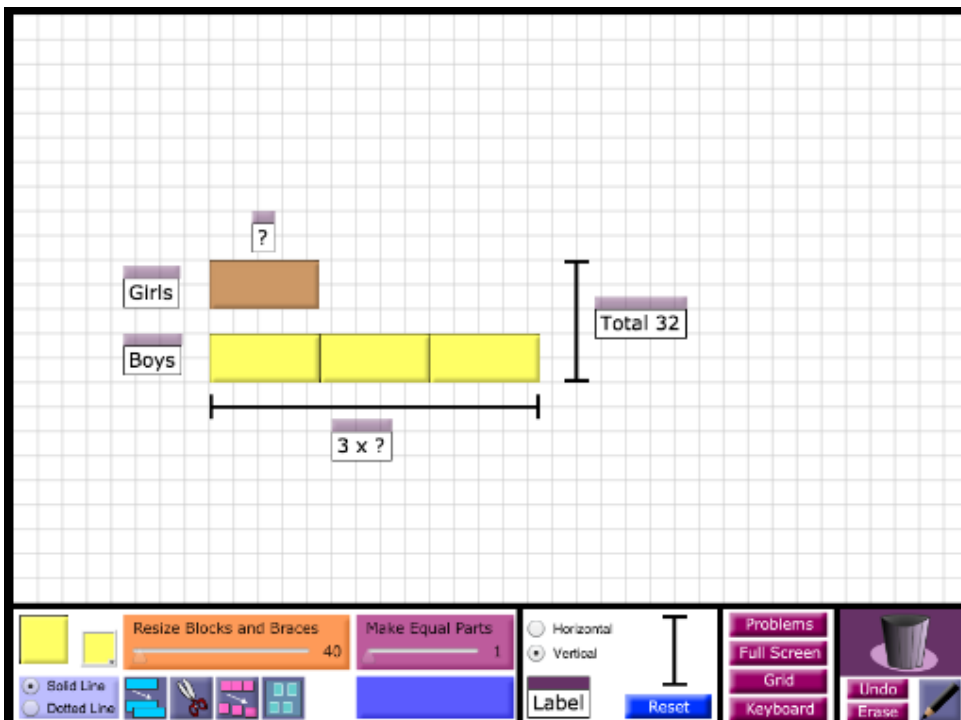 ?
Girls
Total 32
Boys
3 x ?
Resize Blocks and Braces
40
Make Equal Parts
1
Solid Line
Dotted Line
Horizontal
Vertical
Label
Reset
Problems
Full Screen
Grid
Keyboard
Undo
Erase